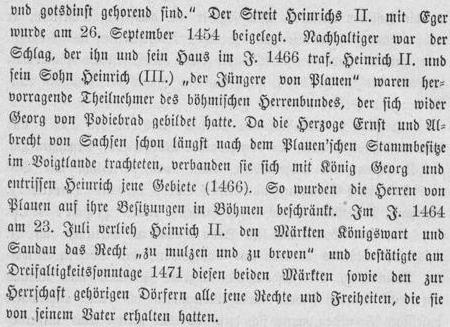 vnd gotsdinst gehorend sind.“ Der Streit Heinrichs II. mit Eger
wurde am 26. September 1454 beigelegt. Nachhaltiger war der
Schlag, der ihn und sein Haus im J. 1466 traf. Heinrich II. und
sein Sohn Heinrich (III.) „der Jüngere von Plauen“ waren her-
vorragende Theilnehmer des böhmischen Herrenbundes, der sich wider
Georg von Podiebrad gebildet hatte. Da die Herzoge Ernst und Al-
brecht von Sachsen schon längst nach dem Plauen’schen Stammbesitze
im Voigtlande trachteten, verbanden sie sich mit König Georg und
entrissen Heinrich jene Gebiete (1466). So wurden die Herren von
Plauen auf ihre Besitzungen in Böhmen beschränkt. Im J. 1464
am 23. Juli verlieh Heinrich II. den Märkten Königswart und
Sandau das Recht „zu mulzen und zu breven“ und bestätigte am
Dreifaltigkeitssonntage 1471 diesen beiden Märkten sowie den zur
Herrschaft gehörigen Dörfern alle jene Rechte und Freiheiten, die sie
von seinem Vater erhalten hatten.